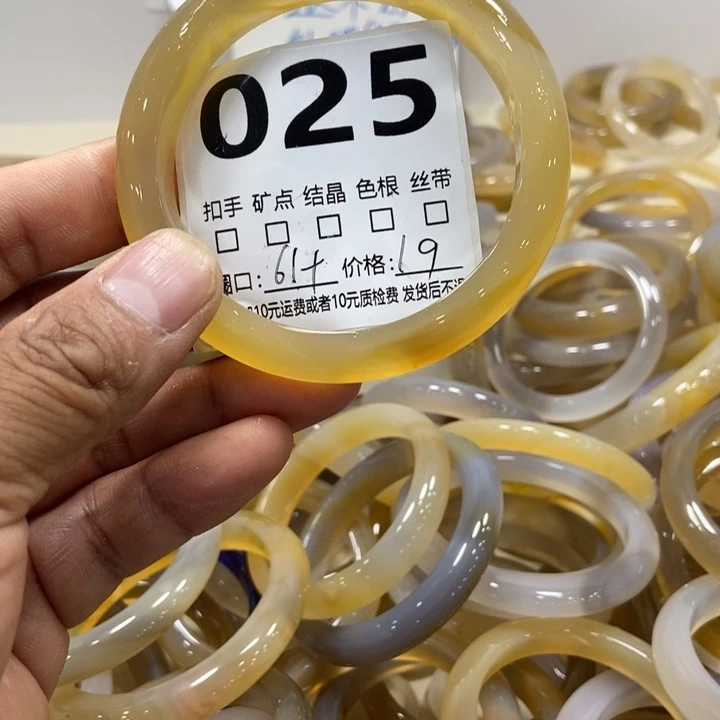 025
扣手 矿点 结晶 色根 丝带
□ □ □ □ □
圈口: 61+ 价格: 19
10元运费或者10元质检费 发货后不